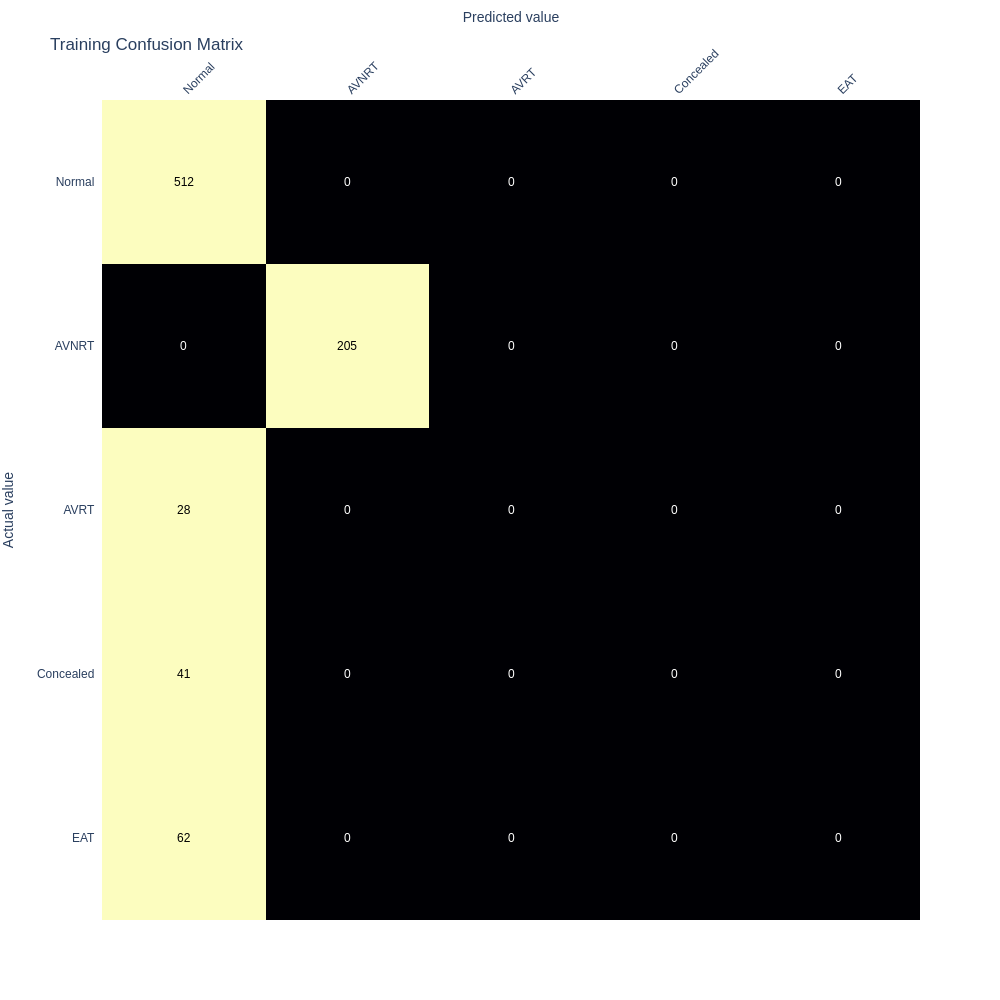 Predicted value
Training Confusion Matrix
Normal AVNRT AVRT Concealed EAT
Normal 512 0 0 0 0
AVNRT 0 205 0 0 0
AVRT 28 0 0 0 0
Concealed 41 0 0 0 0
EAT 62 0 0 0 0
Actual value